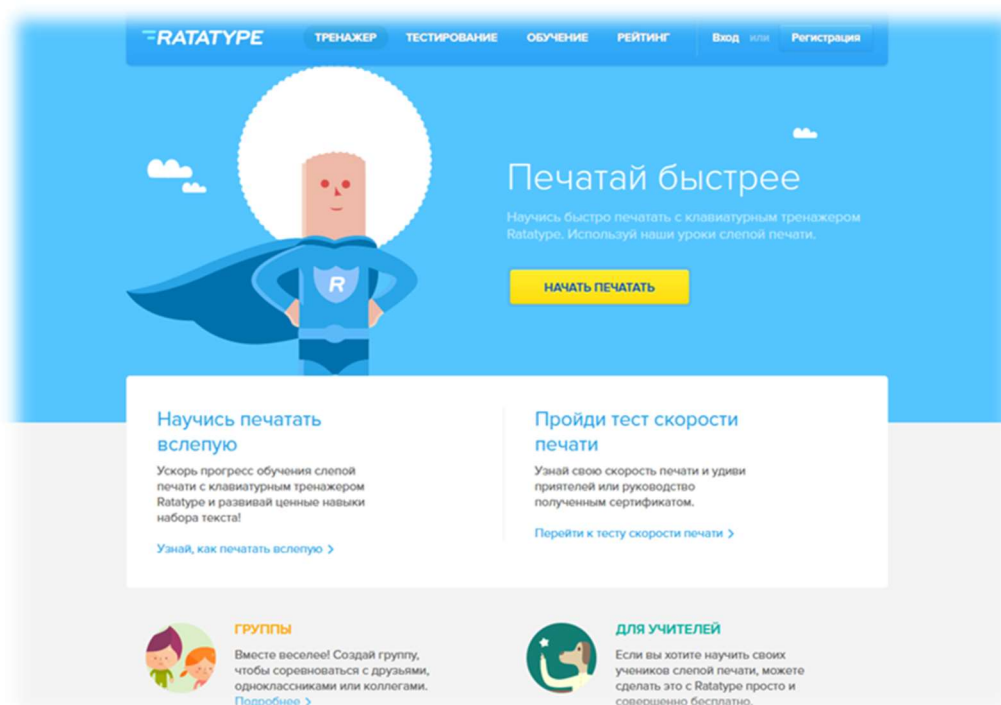 RATATYPE
ТРЕНАЖЕР ТЕСТИРОВАНИЕ ОБУЧЕНИЕ РЕЙТИНГ Вход или Регистрация
Печатай быстрее
Научись быстро печатать с клавиатурным тренажером
Ratatype. Используй наши уроки слепой печати.
НАЧАТЬ ПЕЧАТАТЬ
R
Научись печатать
вслепую
Ускорь прогресс обучения слепой
печати с клавиатурным тренажером
Ratatype и развивай ценные навыки
набора текста!
Узнай, как печатать вслепую >
Пройди тест скорости
печати
Узнай свою скорость печати и удиви
приятелей или руководство
полученным сертификатом.
Перейти к тесту скорости печати >
ГРУППЫ
Вместе веселее! Создай группу,
чтобы соревноваться с друзьями,
одноклассниками или коллегами.
Подробнее >
ДЛЯ УЧИТЕЛЕЙ
Если вы хотите научить своих
учеников слепой печати, можете
сделать это с Ratatype просто и
совершенно бесплатно.